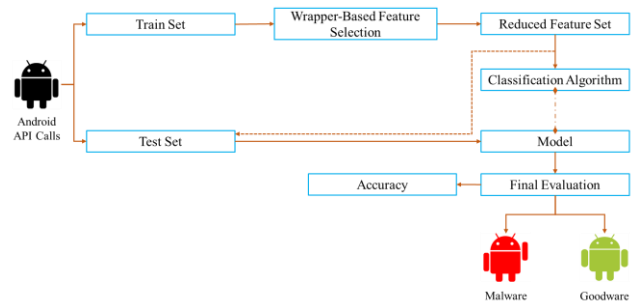 Train Set
Wrapper-Based Feature
Selection
Reduced Feature Set
Classification Algorithm
Android
API Calls
Test Set
Model
Accuracy
Final Evaluation
Malware
Goodware